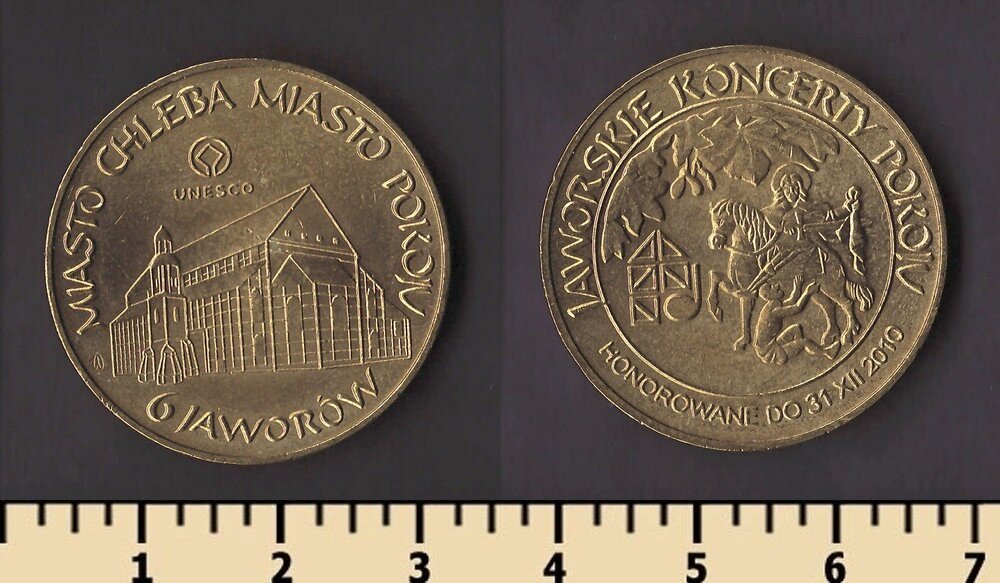 MIASTO CHLEBA MIASTO POKOJU
UNESCO
6 JAWORÓW
JAWORSKIE KONCERTY POKOJU
HONOROWANE DO 31 XII 2010
1 2 3 4 5 6 7